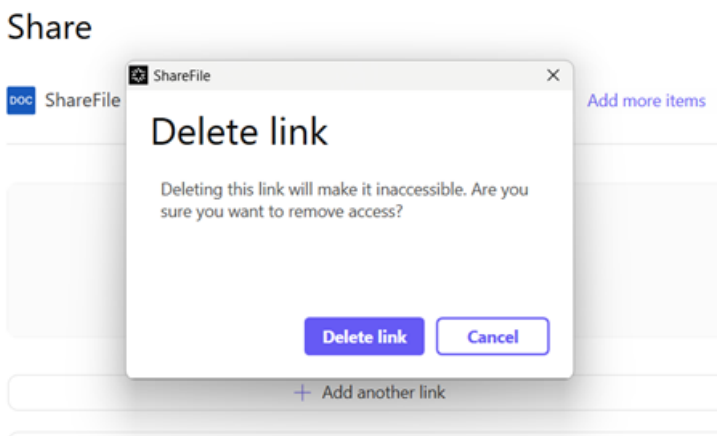 Share
ShareFile
DOC ShareFile
Add more items
Delete link
Deleting this link will make it inaccessible. Are you
sure you want to remove access?
Delete link
Cancel
+ Add another link